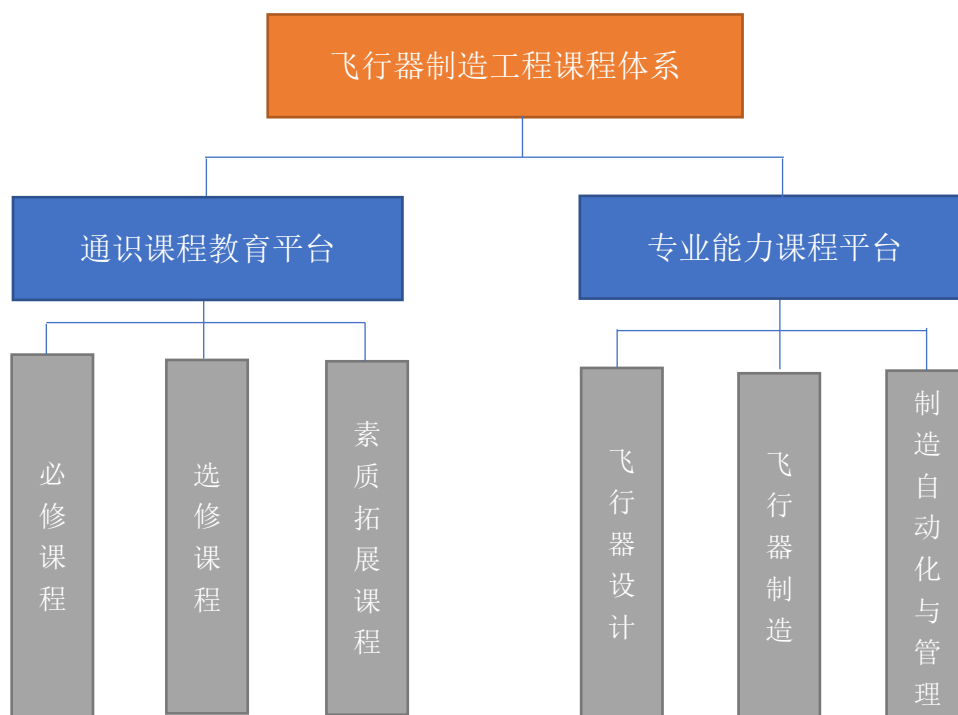 飞行器制造工程课程体系
通识课程教育平台
专业能力课程平台
必修课程
选修课程
素质拓展课程
飞行器设计
飞行器制造
制造自动化与管理